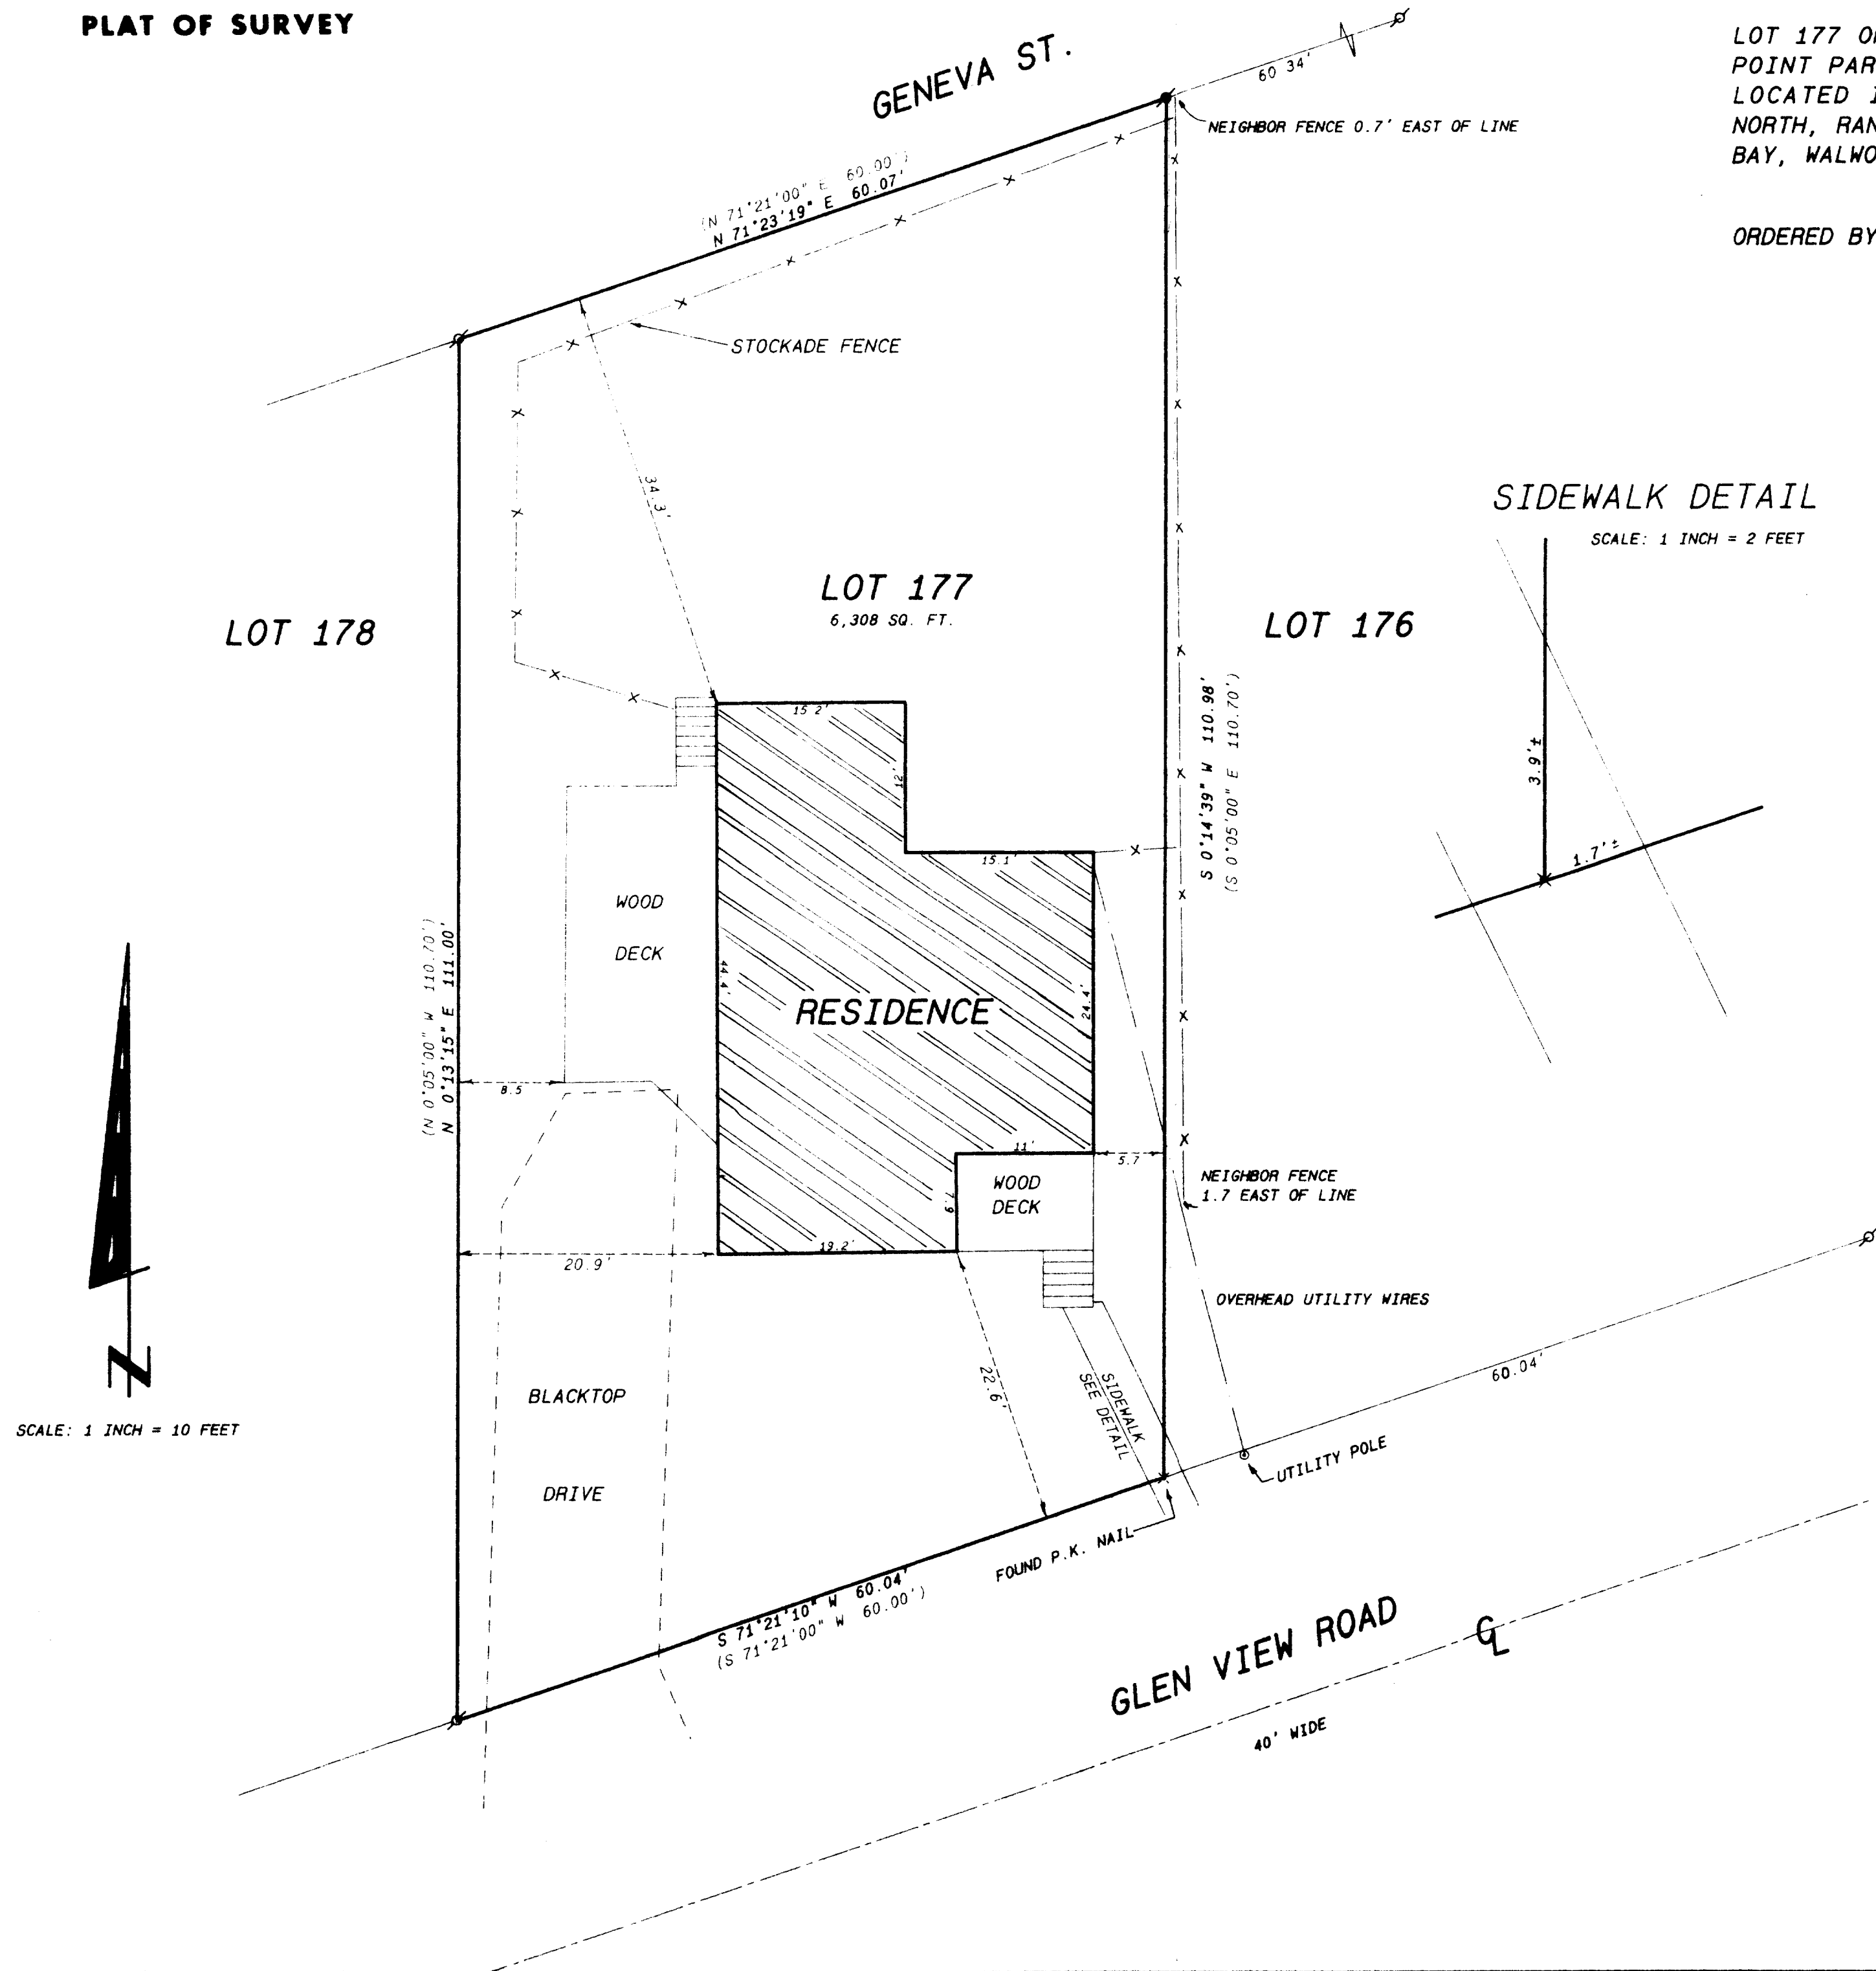 PLAT OF SURVEY
GENEVA ST.
60 34'
LOT 177
POINT
LOCATED
NORTH,
BAY,
ORDERED BY
NEIGHBOR FENCE 0.7' EAST OF LINE
(N 71°21'00" E 60.00')
N 71°23'19" E 60.07'
STOCKADE FENCE
34.3'
SIDEWALK DETAIL
SCALE: 1 INCH = 2 FEET
3.9'±
1.7'±
LOT 177
6,308 SQ. FT.
LOT 178
LOT 176
15.2'
12'
15.1'
S 0°14'39" W 110.98'
(S 0°05'00" E 110.70')
WOOD
DECK
44.4'
24.4'
RESIDENCE
(N 0°05'00" W 110.70')
N 0°13'15" E 111.00'
8.5
11'
5.7
WOOD
DECK
NEIGHBOR FENCE
1.7 EAST OF LINE
19.2'
20.9'
OVERHEAD UTILITY WIRES
22.6'
SIDEWALK
SEE DETAIL
60.04'
BLACKTOP
DRIVE
UTILITY POLE
FOUND P.K. NAIL
N
SCALE: 1 INCH = 10 FEET
S 71°21'10" W 60.04'
(S 71°21'00" W 60.00')
GLEN VIEW ROAD
CL
40' WIDE